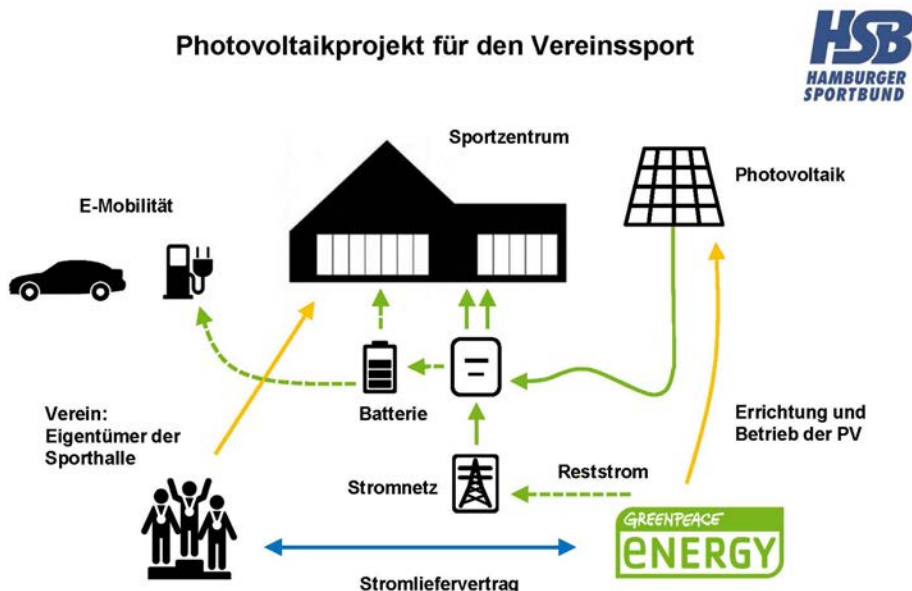 Photovoltaikprojekt für den Vereinssport
HSB
HAMBURGER
SPORTBUND
Sportzentrum
Photovoltaik
E-Mobilität
Batterie
Verein:
Eigentümer der
Sporthalle
Errichtung und
Betrieb der PV
Stromnetz
Reststrom
GREENPEACE
eNERGY
Stromliefervertrag